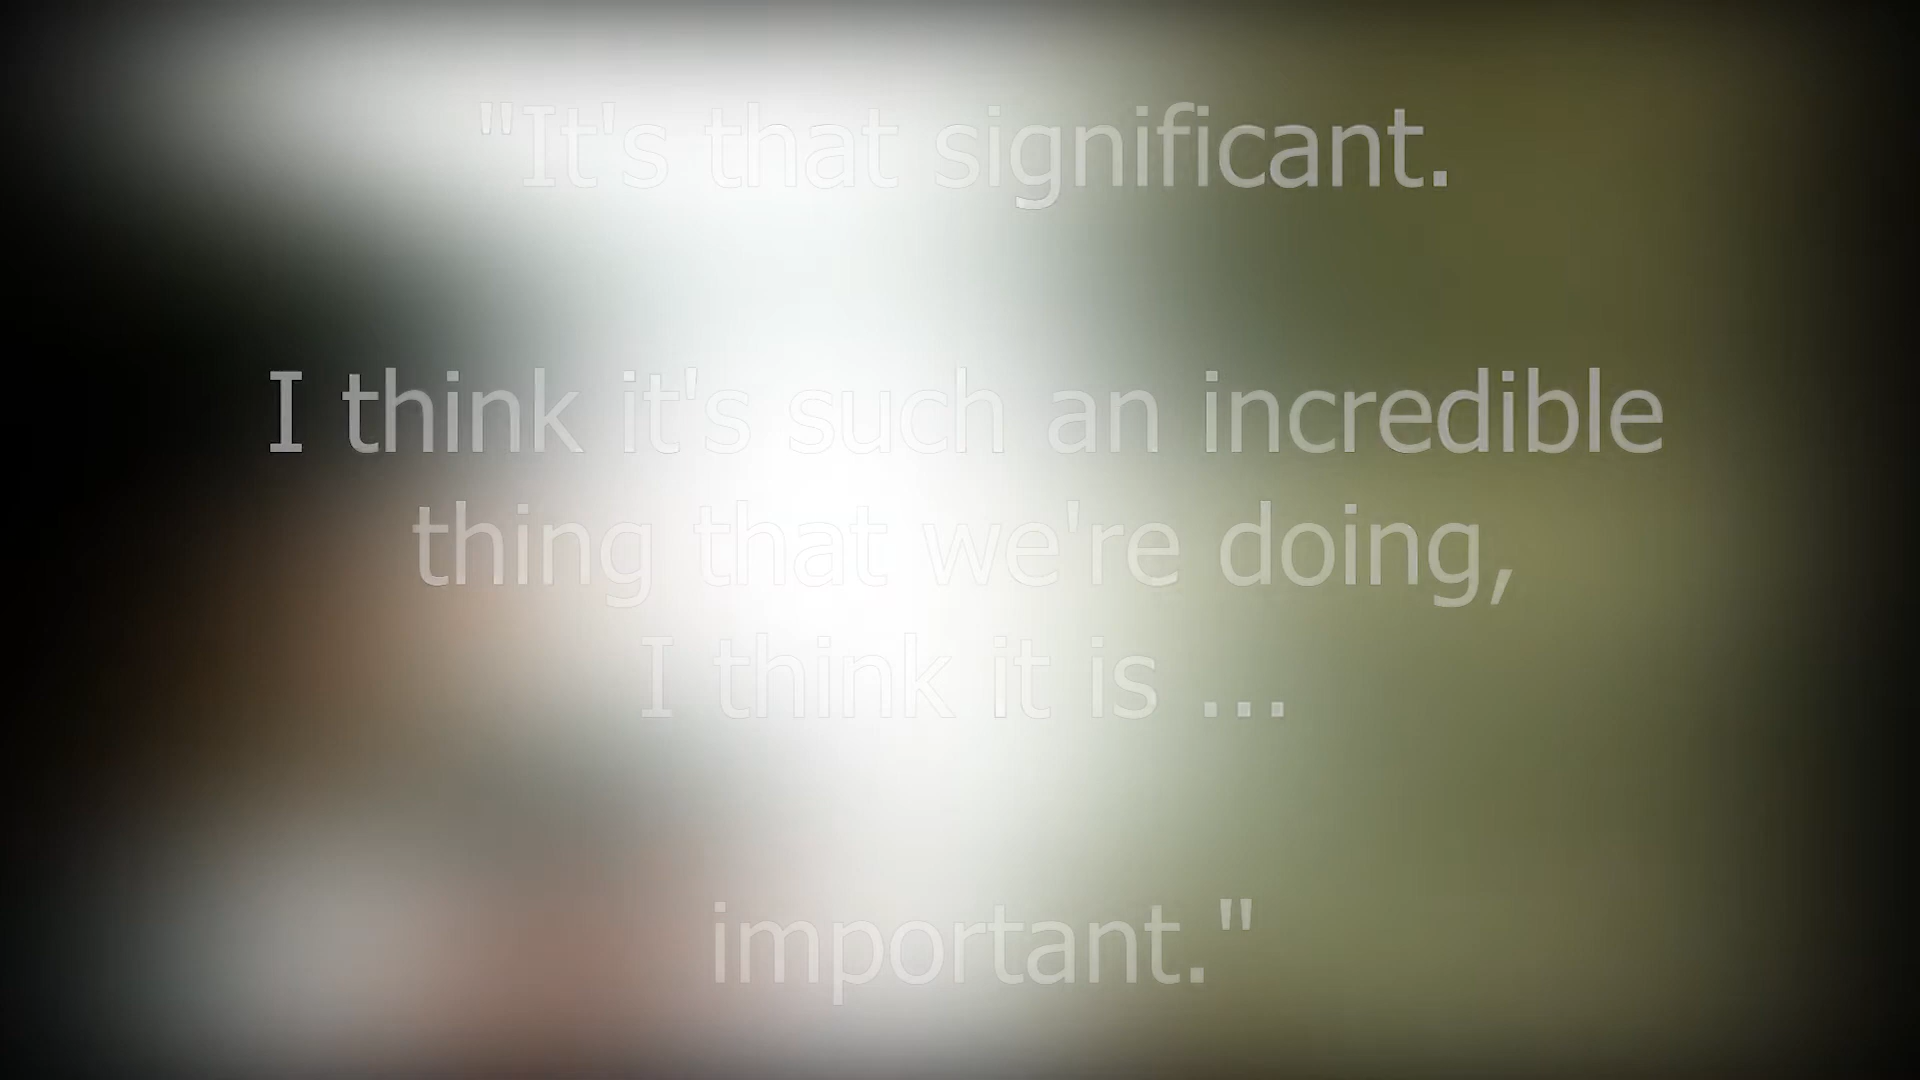 "It's that significant.
I think it's such an incredible
thing that we're doing,
I think it is ...
important."